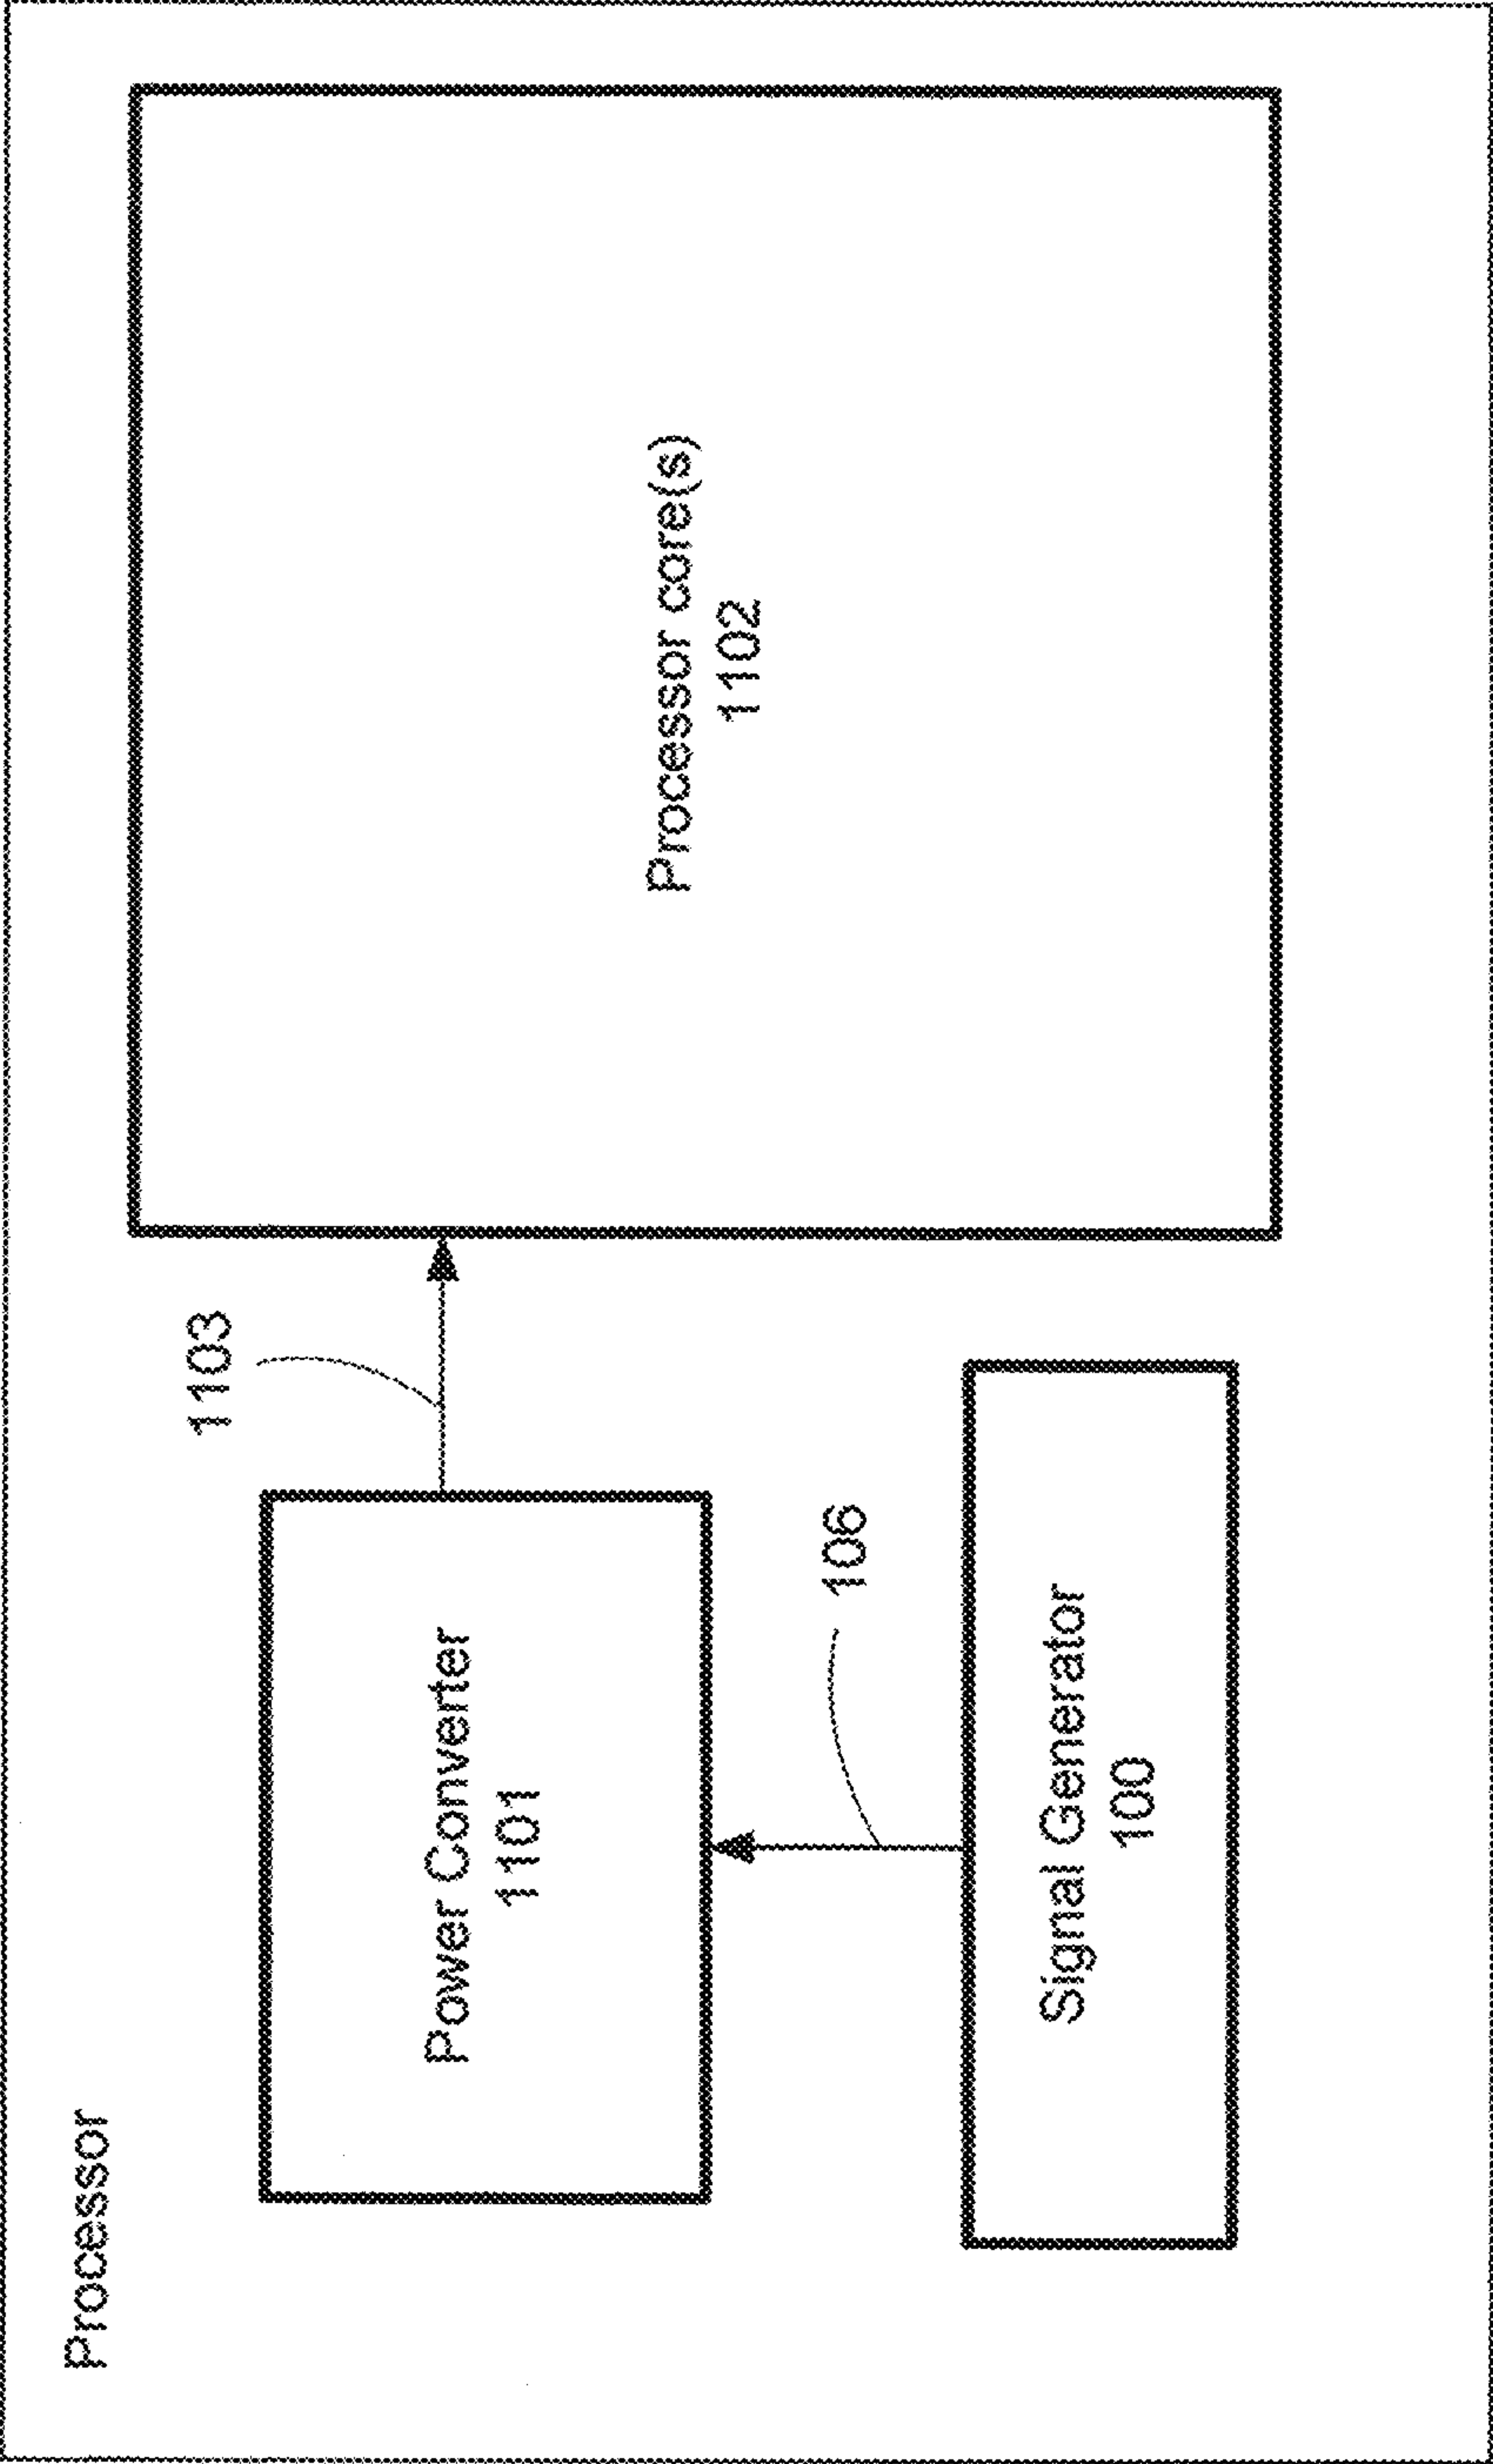 Processor
Power Converter
1101
1103
Processor core(s)
1102
106
Signal Generator
100